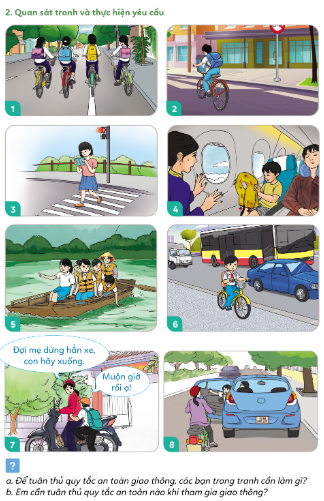 2. Quan sát tranh và thực hiện yêu cầu
1
2
3
4
5
6
Đợi mẹ dừng hẳn xe,
con hãy xuống.
Muộn giờ
rồi ạ!
7
8
?
a. Để tuân thủ quy tắc an toàn giao thông, các bạn trong tranh cần làm gì?
b. Em cần tuân thủ quy tắc an toàn nào khi tham gia giao thông?